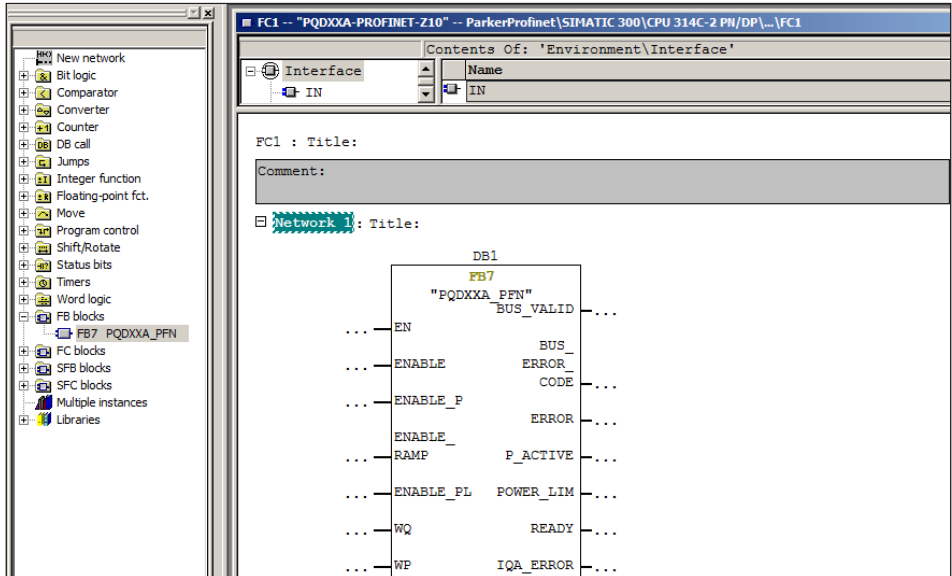 New network
Bit logic
Comparator
Converter
Counter
DB call
Jumps
Integer function
Floating-point fct.
Move
Program control
Shift/Rotate
Status bits
Timers
Word logic
FB blocks
FB7 PQDXXA_PFN
FC blocks
SFB blocks
SFC blocks
Multiple instances
Libraries
FC1 -- "PQDXXA-PROFINET-Z10" -- ParkerProfinet\SIMATIC 300\CPU 314C-2 PN/DP\...\FC1
Contents Of: 'Environment\Interface'
Interface
IN
Name
IN
FC1 : Title:
Comment:
Network 1: Title:
DB1
FB7
"PQDXXA_PFN"
BUS_VALID ...
... EN
BUS_
... ENABLE ERROR_
CODE ...
... ENABLE_P
ERROR ...
ENABLE_
... RAMP P_ACTIVE ...
... ENABLE_PL POWER_LIM ...
... WQ READY ...
... WP IQA_ERROR ...